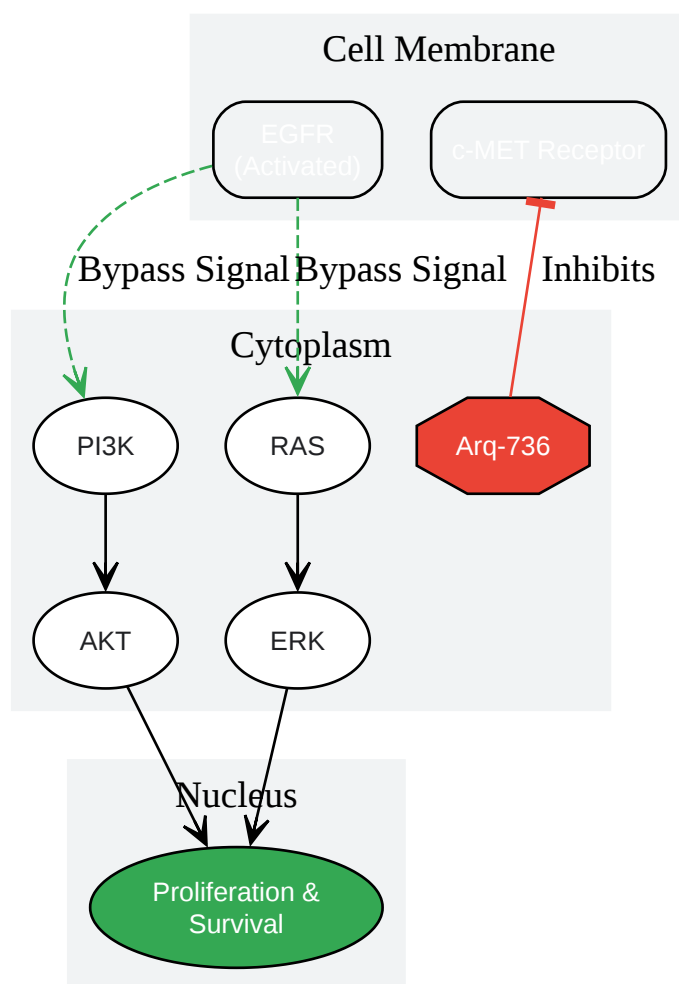 Cell Membrane
EGFR
(Activated)
c-MET Receptor
Bypass Signal
Bypass Signal
Inhibits
Cytoplasm
PI3K
RAS
Arq-736
AKT
ERK
Nucleus
Proliferation &
Survival